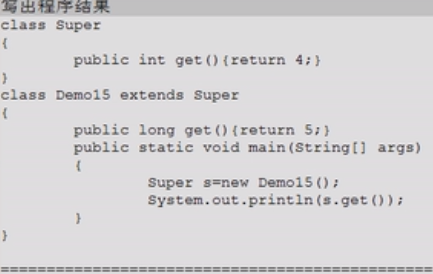 写出程序结果
class Super
{
        public int get(){return 4;}
}
class Demo15 extends Super
{
        public long get(){return 5;}
        public static void main(String[] args)
        {
                Super s=new Demo15();
                System.out.println(s.get());
        }
}
================================================